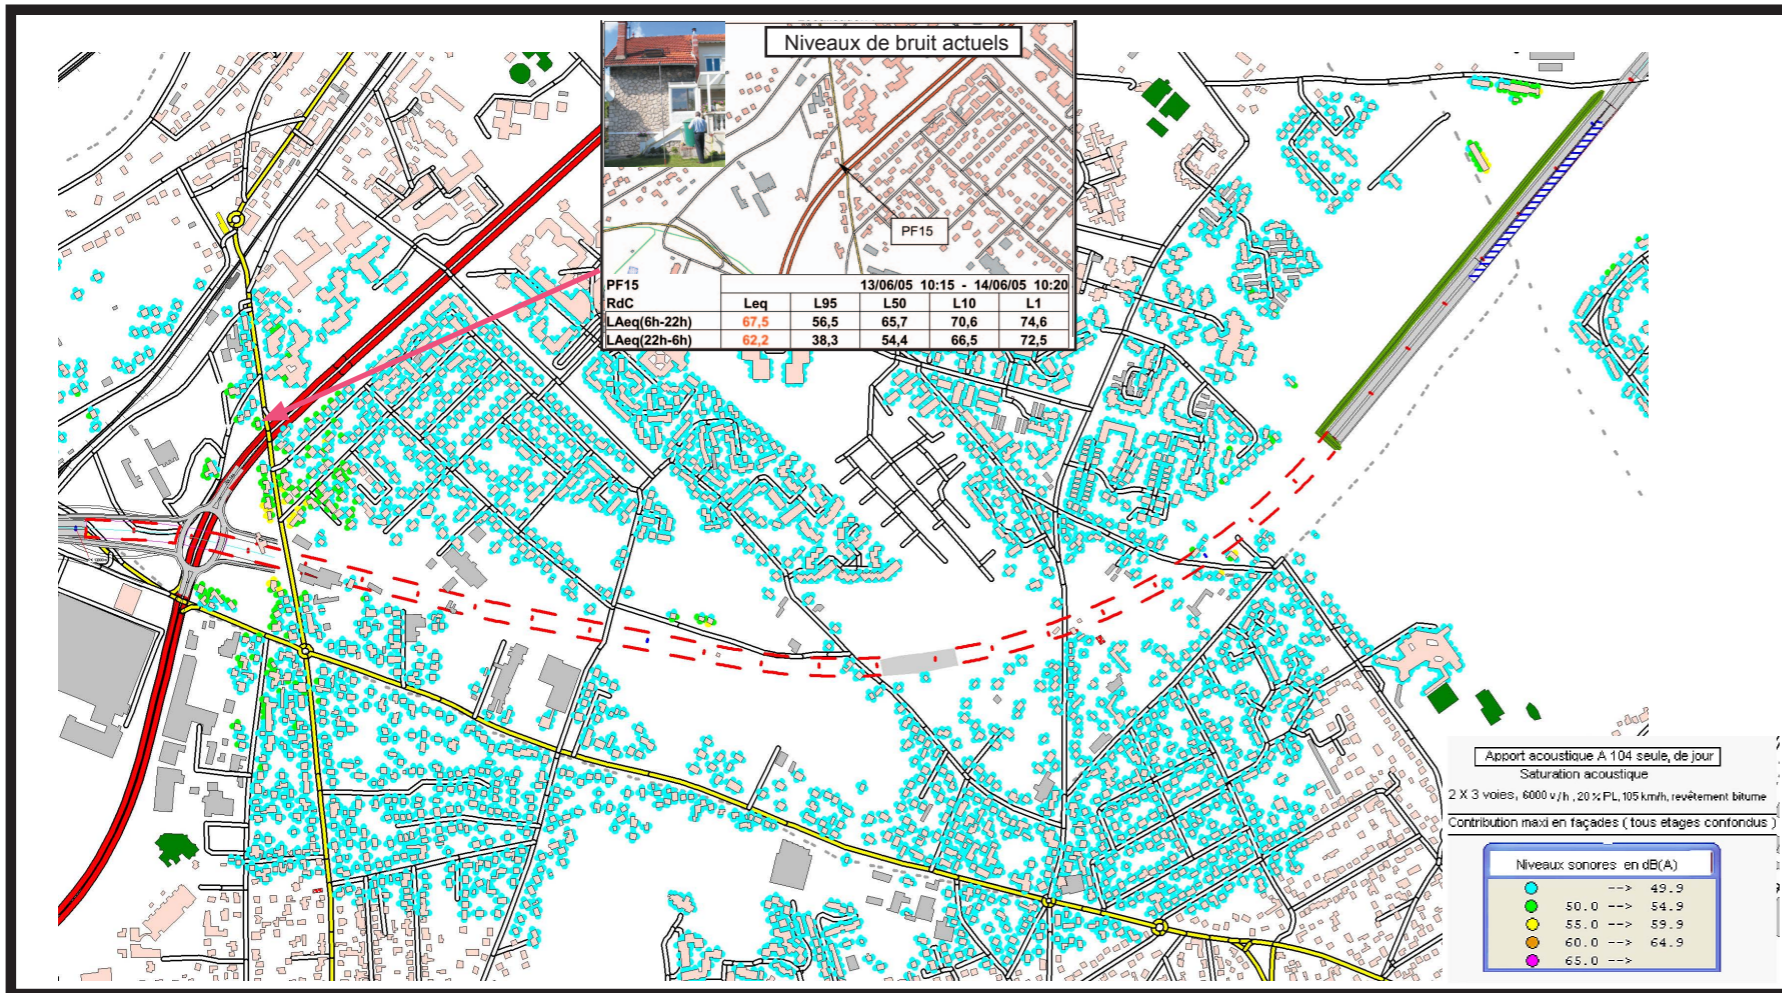 Niveaux de bruit actuels
PF15
PF15 13/06/05 10:15 - 14/06/05 10:20
RdC Leq L95 L50 L10 L1
LAeq(6h-22h) 67,5 56,5 65,7 70,6 74,6
LAeq(22h-6h) 62,2 38,3 54,4 66,5 72,5
Apport acoustique A 104 seule, de jour
Saturation acoustique
2 X 3 voies, 6000 v/h , 20 % PL, 105 km/h, revêtement bitume
Contribution maxi en façades ( tous etages confondus )
Niveaux sonores en dB(A)
--> 49.9
50.0 --> 54.9
55.0 --> 59.9
60.0 --> 64.9
65.0 -->